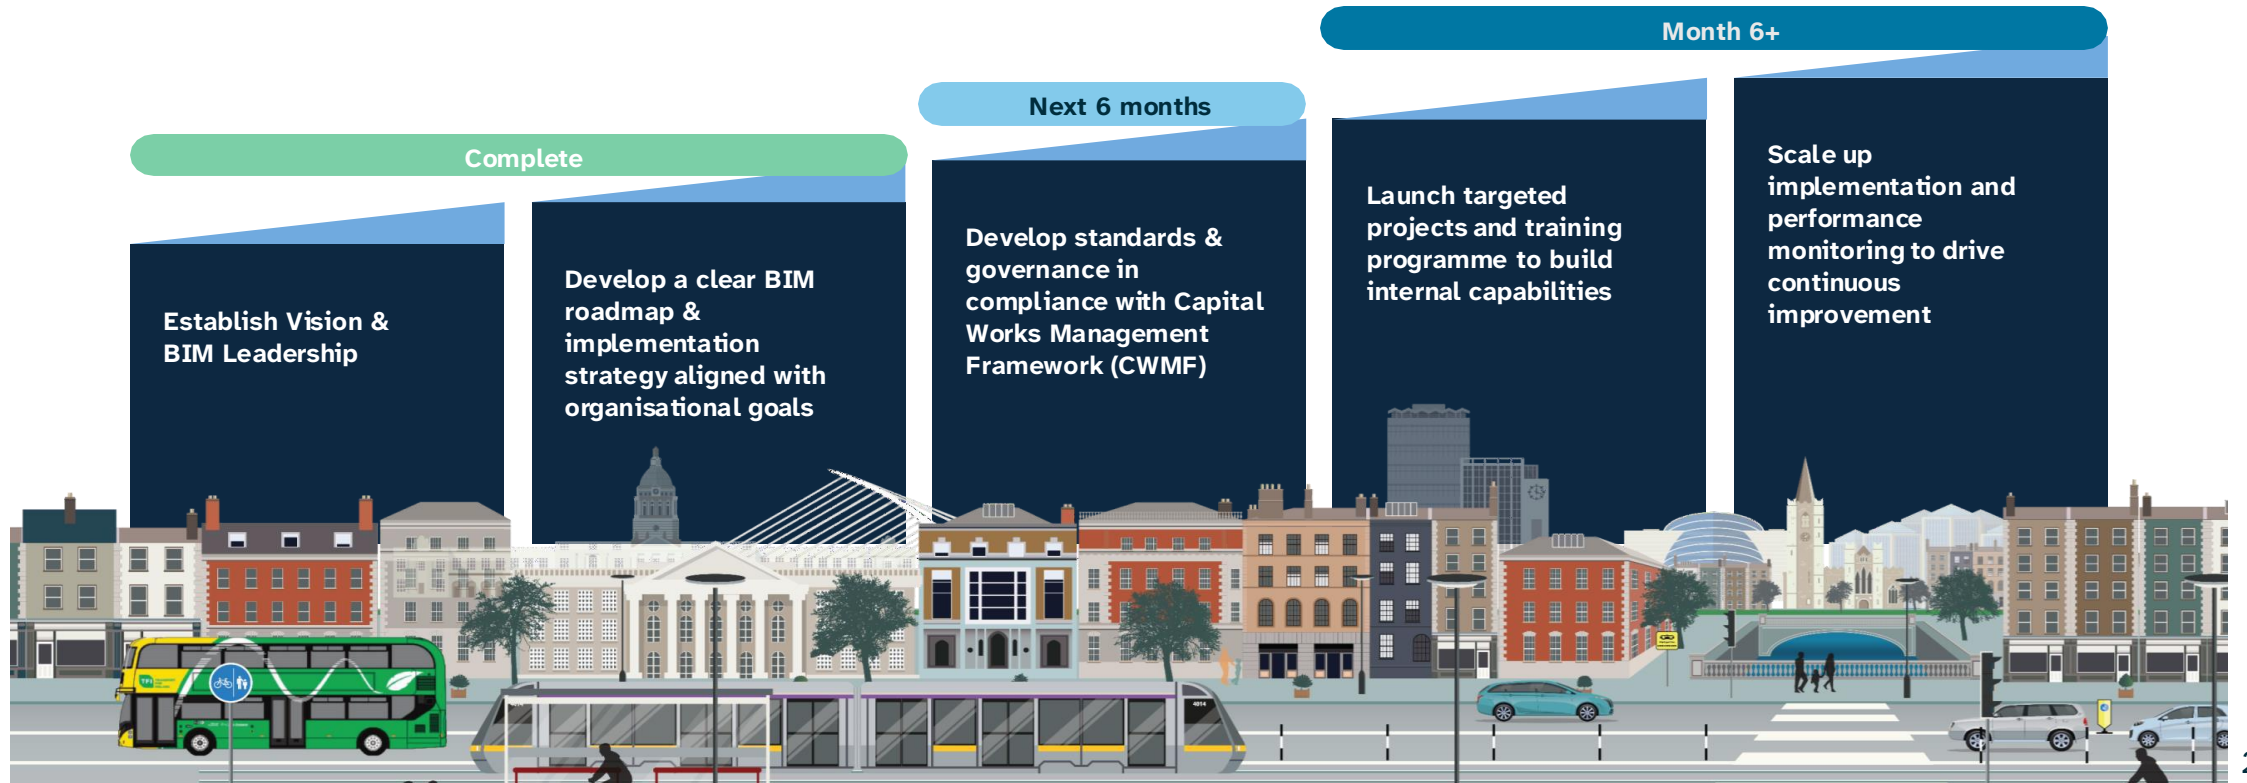 Month 6+
Next 6 months
Complete
Establish Vision &
BIM Leadership
Develop a clear BIM
roadmap &
implementation
strategy aligned with
organisational goals
Develop standards &
governance in
compliance with Capital
Works Management
Framework (CWMF)
Launch targeted
projects and training
programme to build
internal capabilities
Scale up
implementation and
performance
monitoring to drive
continuous
improvement
TFI
4014